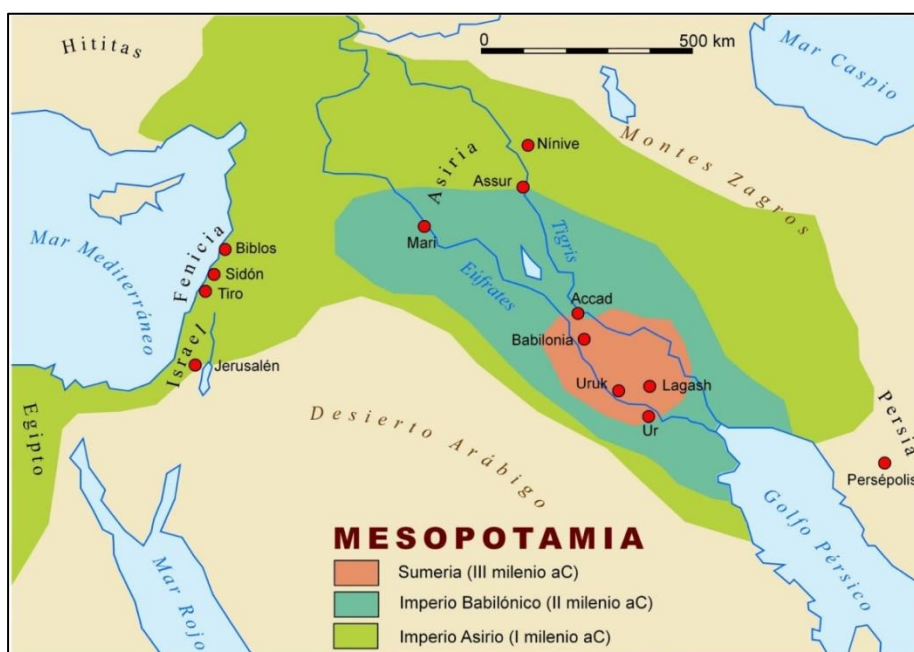 Hititas
0 500 km
Mar Caspio
Montes Zagros
Nínive
Asiria
Assur
Mari
Tigris
Eúfrates
Mar Mediterráneo
Fenicia
Biblos
Sidón
Tiro
Israel
Jerusalén
Accad
Babilonia
Uruk
Lagash
Ur
Egipto
Desierto Arábigo
Persia
Persépolis
Golfo Pérsico
Mar Rojo
MESOPOTAMIA
Sumeria (III milenio aC)
Imperio Babilónico (II milenio aC)
Imperio Asirio (I milenio aC)